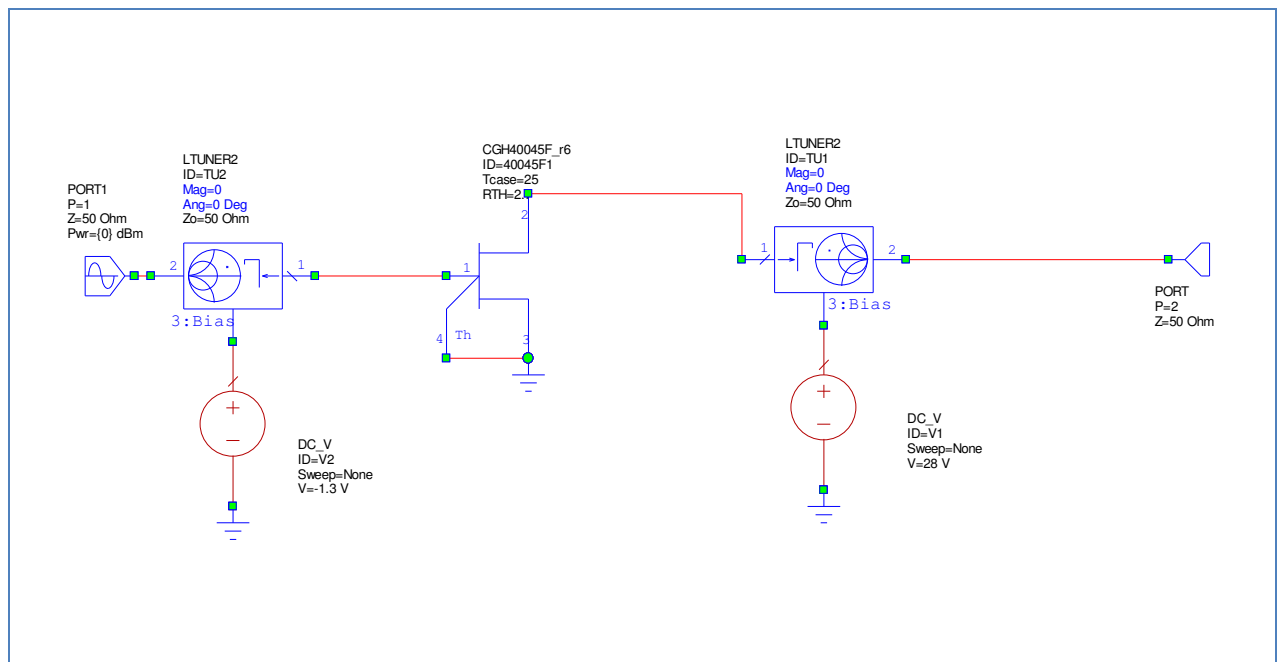 PORT1
P=1
Z=50 Ohm
Pwr={0} dBm
LTUNER2
ID=TU2
Mag=0
Ang=0 Deg
Zo=50 Ohm
2
1
3:Bias
DC_V
ID=V2
Sweep=None
V=-1.3 V
CGH40045F_r6
ID=40045F1
Tcase=25
RTH=2.
2
1
4
Th
3
LTUNER2
ID=TU1
Mag=0
Ang=0 Deg
Zo=50 Ohm
1
2
3:Bias
DC_V
ID=V1
Sweep=None
V=28 V
PORT
P=2
Z=50 Ohm